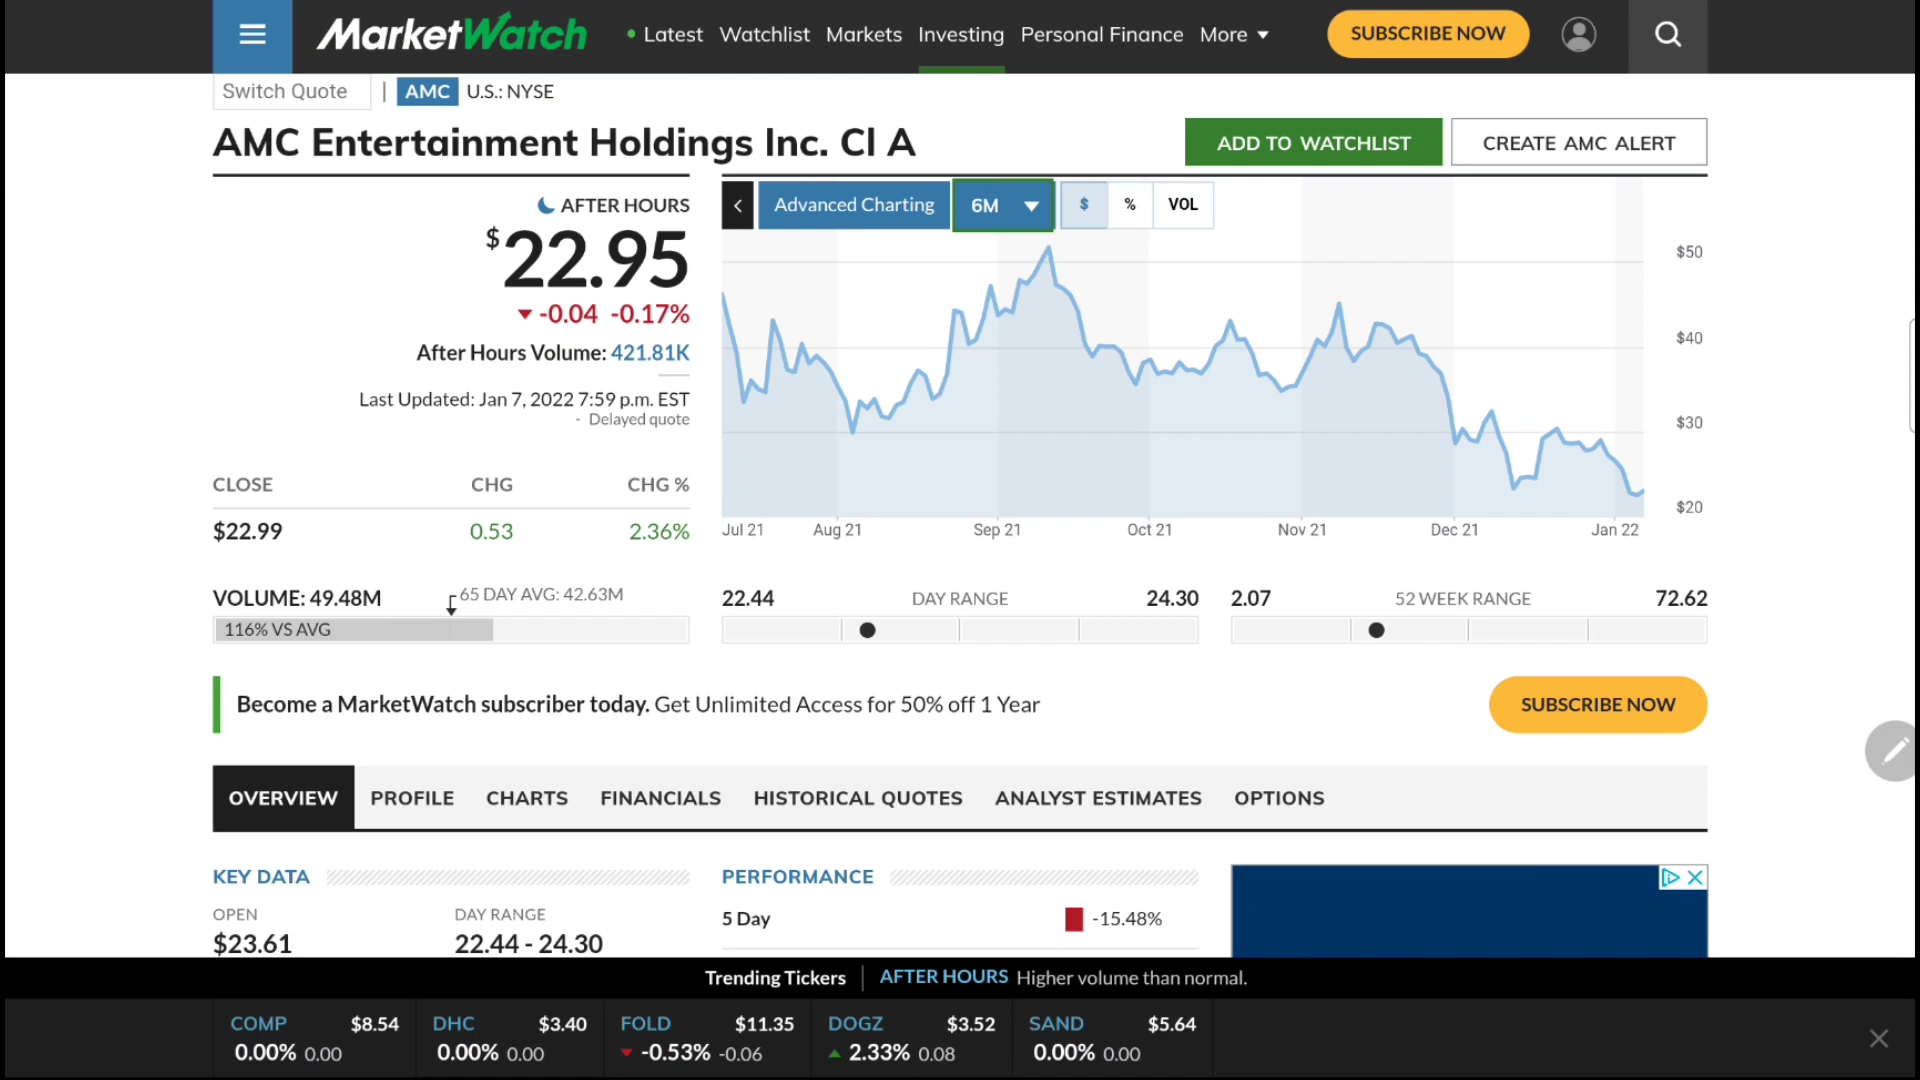 MarketWatch
Latest Watchlist Markets Investing Personal Finance More
SUBSCRIBE NOW
Switch Quote | AMC U.S.: NYSE
AMC Entertainment Holdings Inc. Cl A
ADD TO WATCHLIST
CREATE AMC ALERT
AFTER HOURS
$22.95
-0.04 -0.17%
After Hours Volume: 421.81K
Last Updated: Jan 7, 2022 7:59 p.m. EST
- Delayed quote
CLOSE CHG CHG %
$22.99 0.53 2.36%
Advanced Charting 6M $ % VOL
$50
$40
$30
$20
Jul 21 Aug 21 Sep 21 Oct 21 Nov 21 Dec 21 Jan 22
VOLUME: 49.48M 65 DAY AVG: 42.63M
116% VS AVG
22.44 DAY RANGE 24.30
2.07 52 WEEK RANGE 72.62
Become a MarketWatch subscriber today. Get Unlimited Access for 50% off 1 Year
SUBSCRIBE NOW
OVERVIEW PROFILE CHARTS FINANCIALS HISTORICAL QUOTES ANALYST ESTIMATES OPTIONS
KEY DATA
OPEN DAY RANGE
$23.61 22.44 - 24.30
PERFORMANCE
5 Day -15.48%
Trending Tickers | AFTER HOURS Higher volume than normal.
COMP $8.54
0.00% 0.00
DHC $3.40
0.00% 0.00
FOLD $11.35
-0.53% -0.06
DOGZ $3.52
2.33% 0.08
SAND $5.64
0.00% 0.00